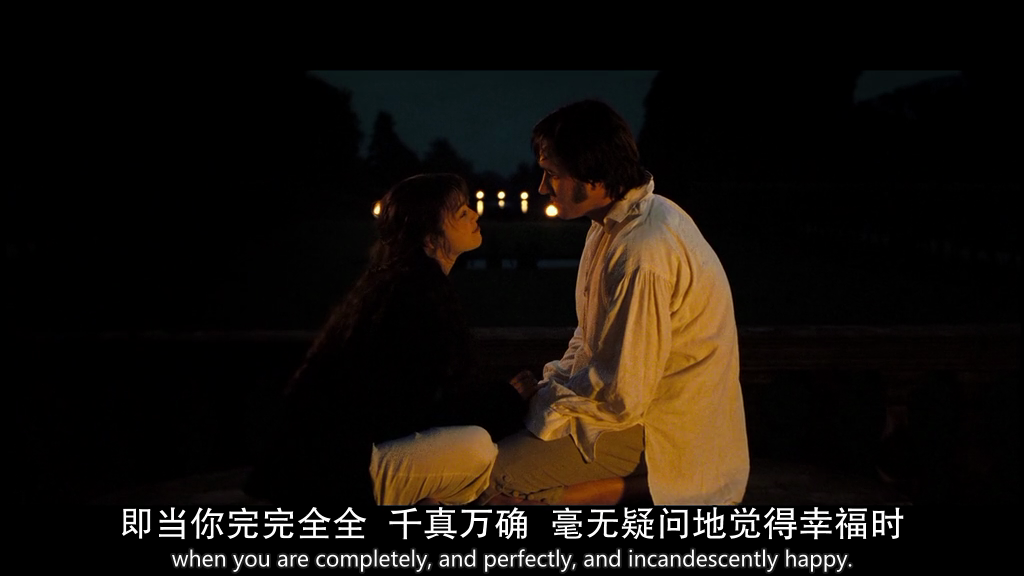 即当你完完全全 千真万确 毫无疑问地觉得幸福时
when you are completely, and perfectly, and incandescently happy.